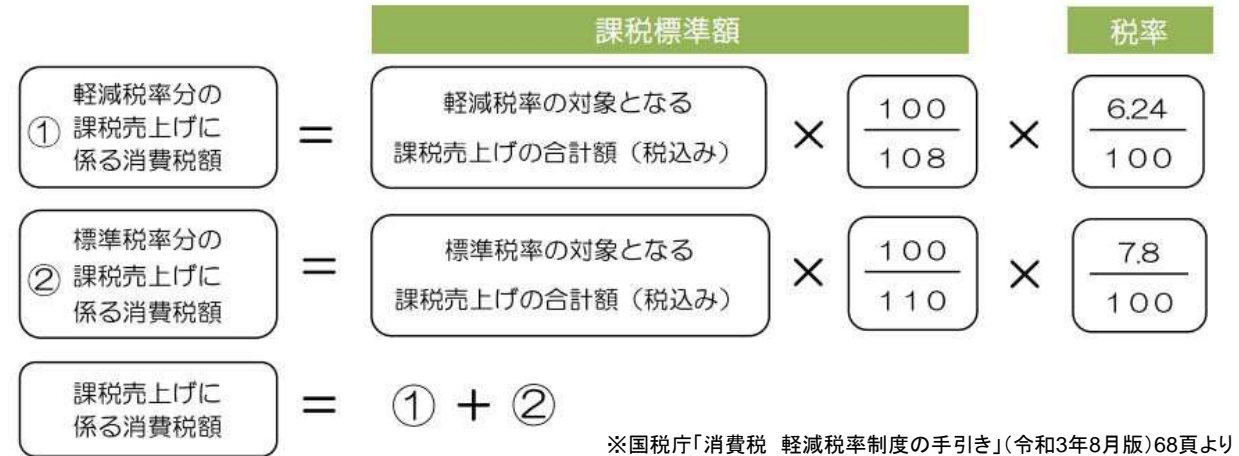 課税標準額 税率
軽減税率分の
①課税売上げに
係る消費税額
=
軽減税率の対象となる
課税売上げの合計額（税込み）
×
100
108
×
6.24
100
標準税率分の
②課税売上げに
係る消費税額
=
標準税率の対象となる
課税売上げの合計額（税込み）
×
100
110
×
7.8
100
課税売上げに
係る消費税額
= ① + ②
※国税庁「消費税 軽減税率制度の手引き」(令和3年8月版)68頁より